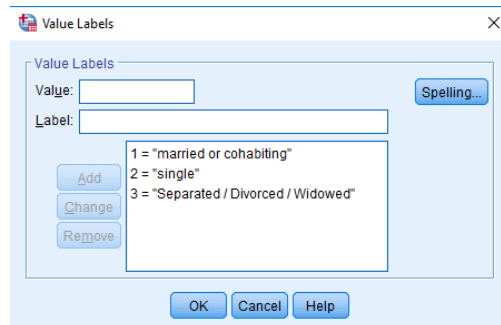 Value Labels
Value Labels
Value:
Spelling...
Label:
1 = "married or cohabiting"
2 = "single"
3 = "Separated / Divorced / Widowed"
Add
Change
Remove
OK Cancel Help